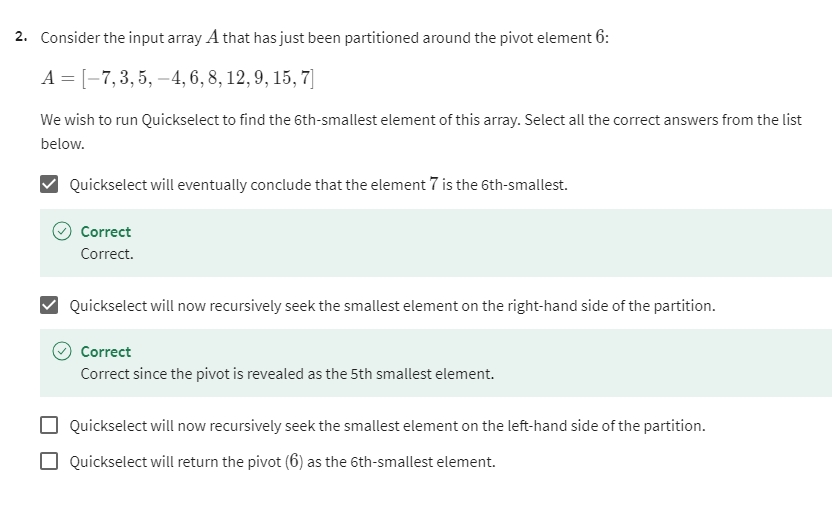 2. Consider the input array A that has just been partitioned around the pivot element 6:
A = [−7, 3, 5, −4, 6, 8, 12, 9, 15, 7]
We wish to run Quickselect to find the 6th-smallest element of this array. Select all the correct answers from the list
below.
Quickselect will eventually conclude that the element 7 is the 6th-smallest.
Correct
Correct.
Quickselect will now recursively seek the smallest element on the right-hand side of the partition.
Correct
Correct since the pivot is revealed as the 5th smallest element.
Quickselect will now recursively seek the smallest element on the left-hand side of the partition.
Quickselect will return the pivot (6) as the 6th-smallest element.